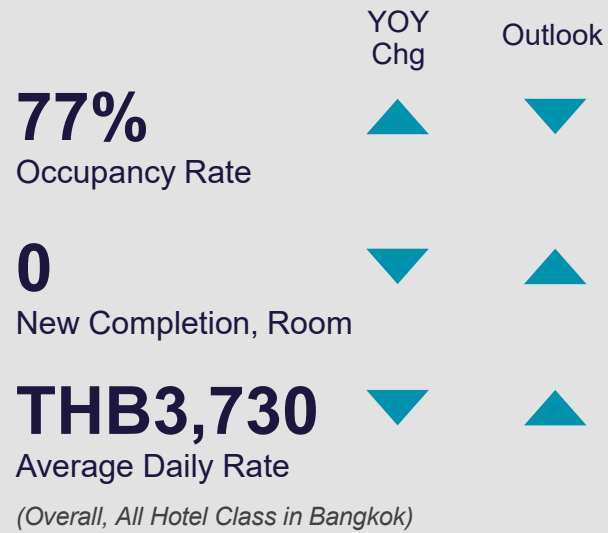 YOY
Chg
Outlook
77%
Occupancy Rate
0
New Completion, Room
THB3,730
Average Daily Rate
(Overall, All Hotel Class in Bangkok)